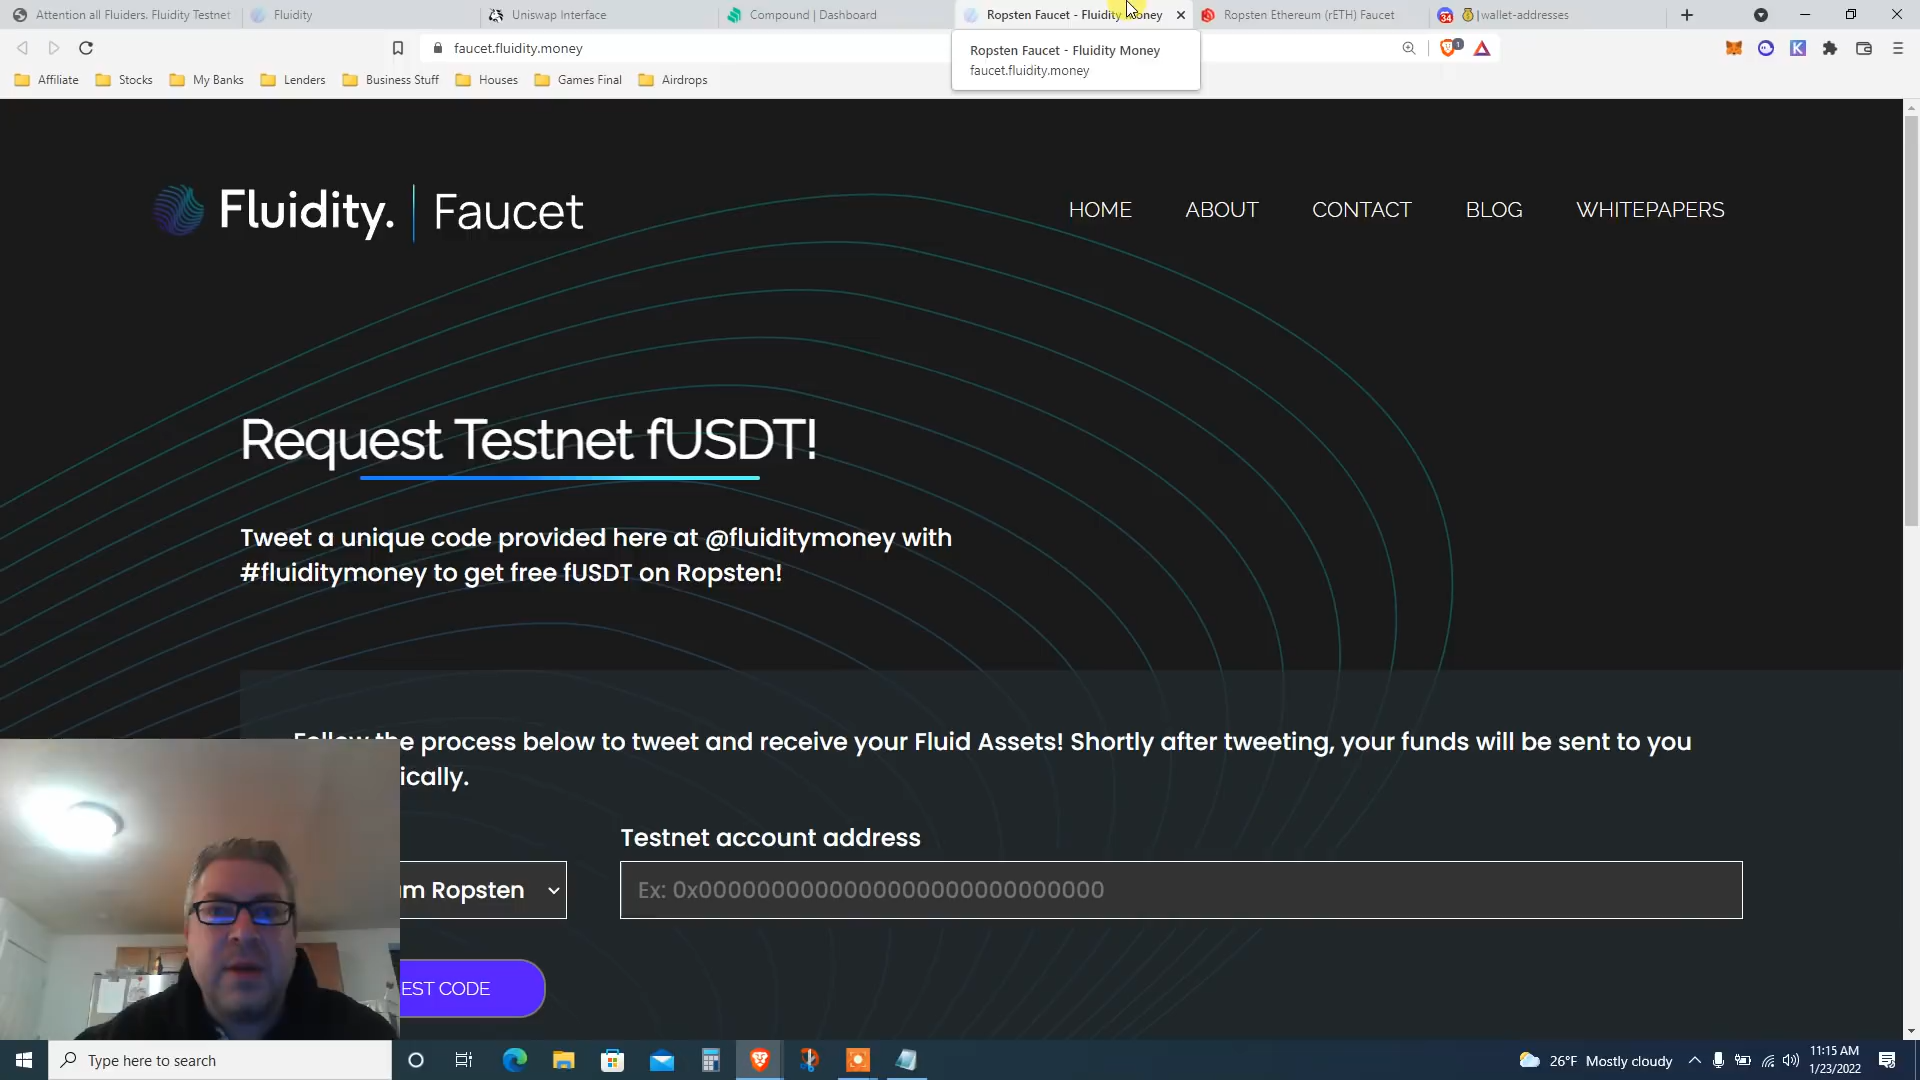 Attention all Fluiders. Fluidity Testnet
Fluidity
Uniswap Interface
Compound | Dashboard
Ropsten Faucet - Fluidity Money
Ropsten Ethereum (rETH) Faucet
34
|wallet-addresses
faucet.fluidity.money
1
Ropsten Faucet - Fluidity Money
faucet.fluidity.money
Affiliate
Stocks
My Banks
Lenders
Business Stuff
Houses
Games Final
Airdrops
Fluidity. | Faucet
HOME
ABOUT
CONTACT
BLOG
WHITEPAPERS
Request Testnet fUSDT!
Tweet a unique code provided here at @fluiditymoney with
#fluiditymoney to get free fUSDT on Ropsten!
Follow the process below to tweet and receive your Fluid Assets! Shortly after tweeting, your funds will be sent to you
ically.
Testnet account address
m Ropsten
EST CODE
Type here to search
26°F Mostly cloudy
11:15 AM
1/23/2022